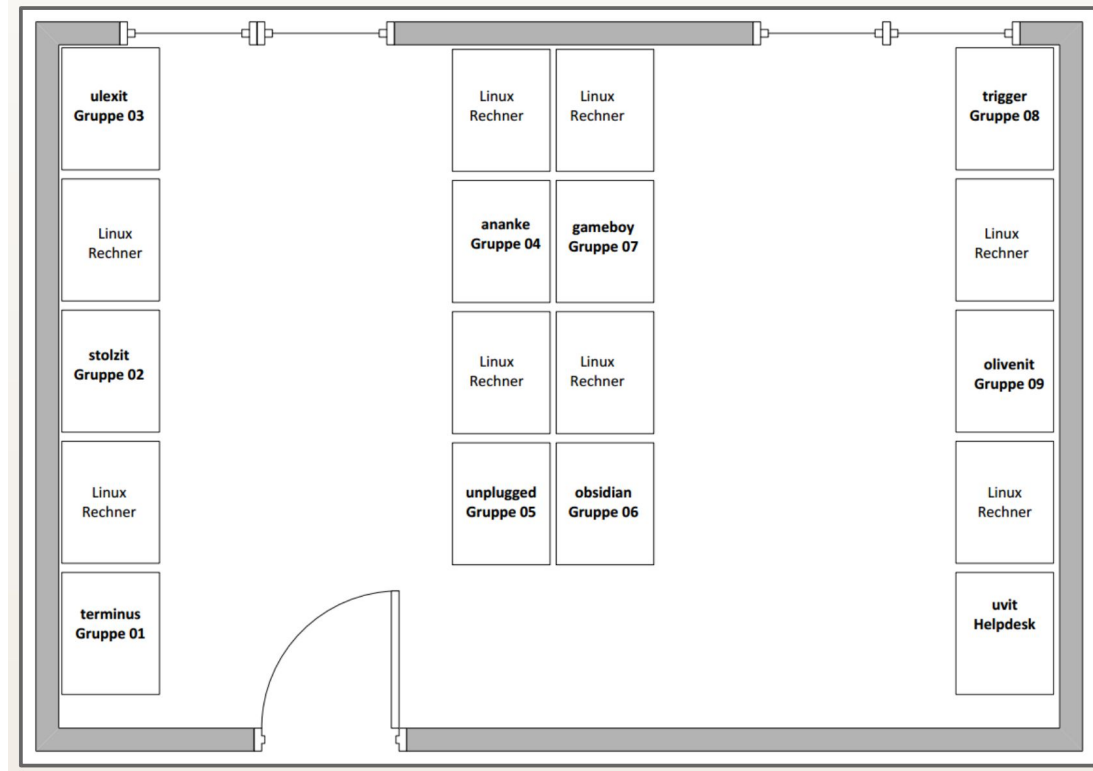 ulexit
Gruppe 03
Linux
Rechner
stolzit
Gruppe 02
Linux
Rechner
terminus
Gruppe 01
Linux
Rechner
ananke
Gruppe 04
Linux
Rechner
unplugged
Gruppe 05
Linux
Rechner
gameboy
Gruppe 07
Linux
Rechner
obsidian
Gruppe 06
trigger
Gruppe 08
Linux
Rechner
olivenit
Gruppe 09
Linux
Rechner
uvit
Helpdesk